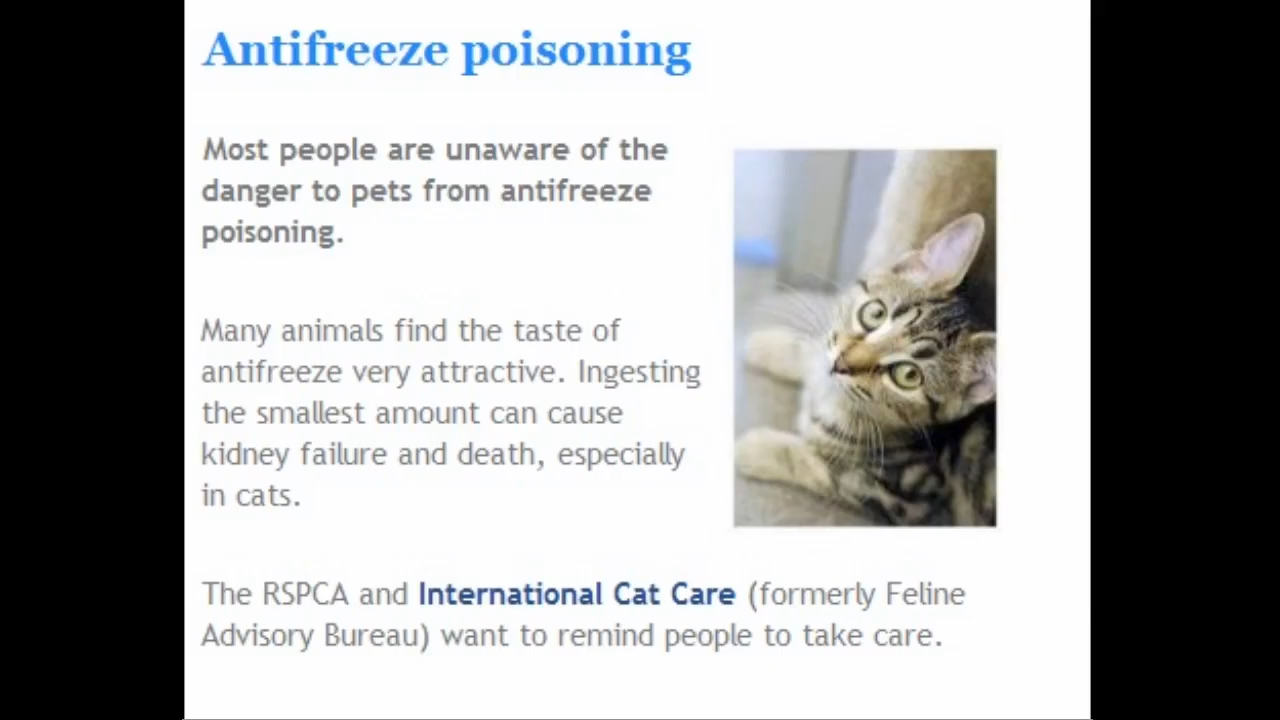 Antifreeze poisoning
Most people are unaware of the
danger to pets from antifreeze
poisoning.
Many animals find the taste of
antifreeze very attractive. Ingesting
the smallest amount can cause
kidney failure and death, especially
in cats.
The RSPCA and International Cat Care (formerly Feline
Advisory Bureau) want to remind people to take care.